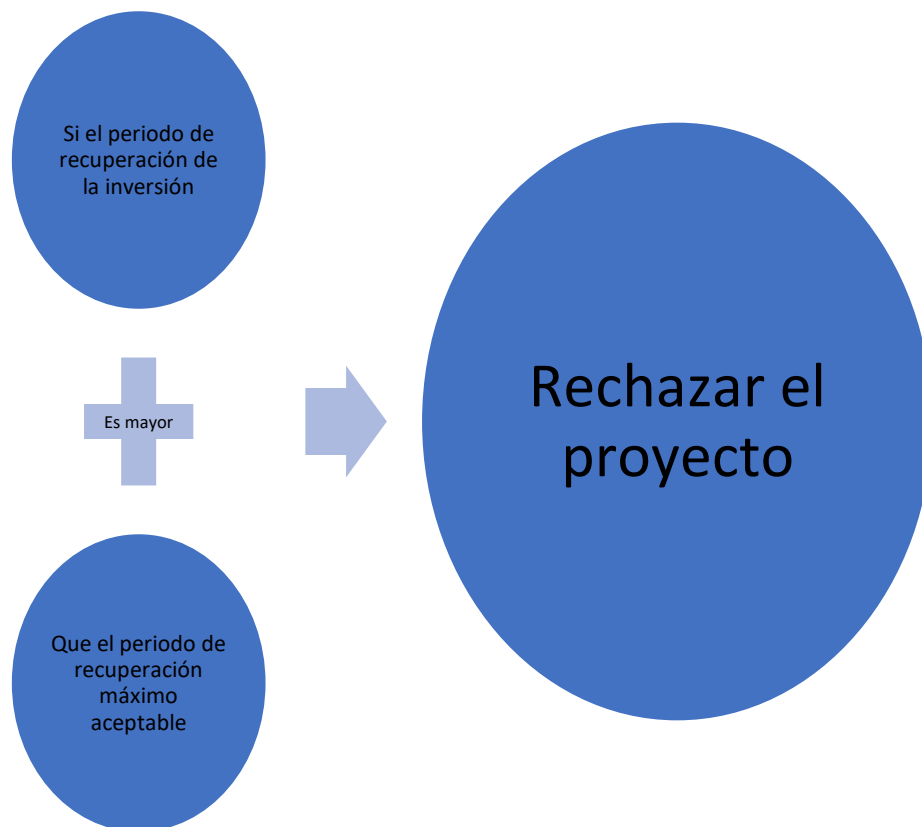 Si el periodo de
recuperación de
la inversión
Es mayor
Que el periodo de
recuperación
máximo
aceptable
Rechazar el
proyecto